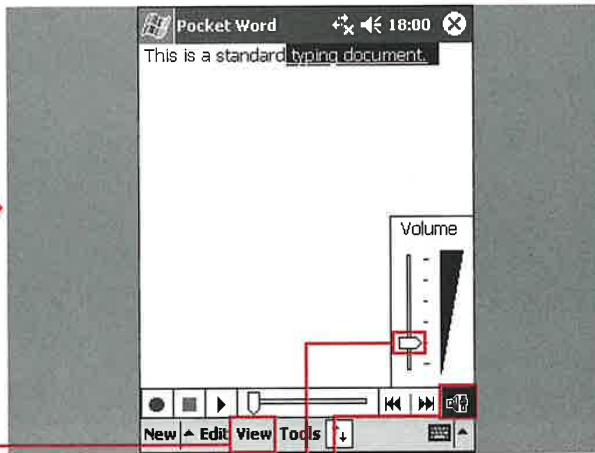 Pocket Word 18:00
This is a standard typing document.
Volume
New Edit View Tools